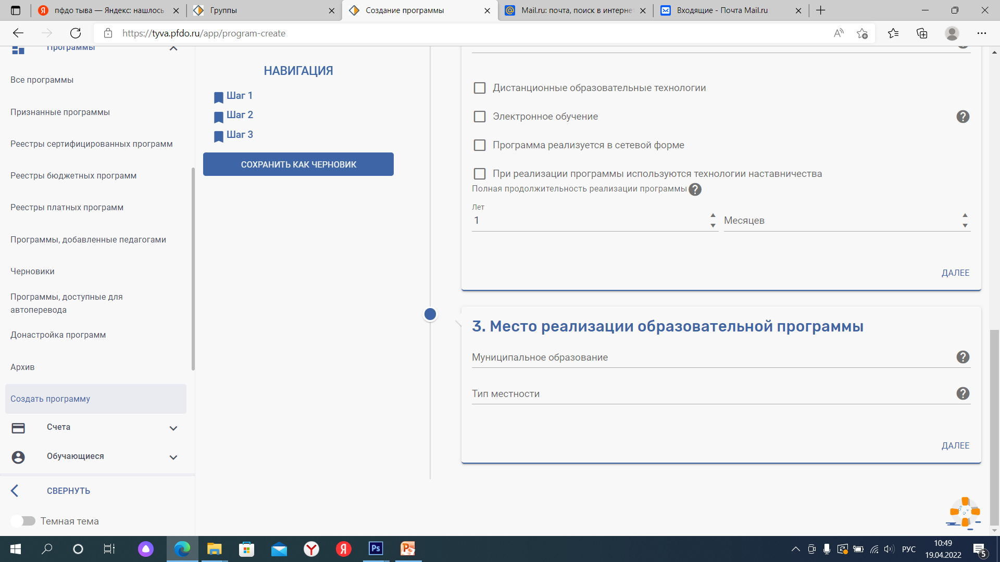 пфдо тыва — Яндекс: нашлось
Группы
Создание программы
Mail.ru: почта, поиск в интерне
Входящие - Почта Mail.ru
https://tyva.pfdo.ru/app/program-create
Программы
Все программы
Признанные программы
Реестры сертифицированных программ
Реестры бюджетных программ
Реестры платных программ
Программы, добавленные педагогами
Черновики
Программы, доступные для
автоперевода
Донастройка программ
Архив
Создать программу
Счета
Обучающиеся
СВЕРНУТЬ
Темная тема
НАВИГАЦИЯ
Шаг 1
Шаг 2
Шаг 3
СОХРАНИТЬ КАК ЧЕРНОВИК
Дистанционные образовательные технологии
Электронное обучение
Программа реализуется в сетевой форме
При реализации программы используются технологии наставничества
Полная продолжительность реализации программы
Лет
1
Месяцев
ДАЛЕЕ
3. Место реализации образовательной программы
Муниципальное образование
Тип местности
ДАЛЕЕ
РУС
10:49
19.04.2022
5